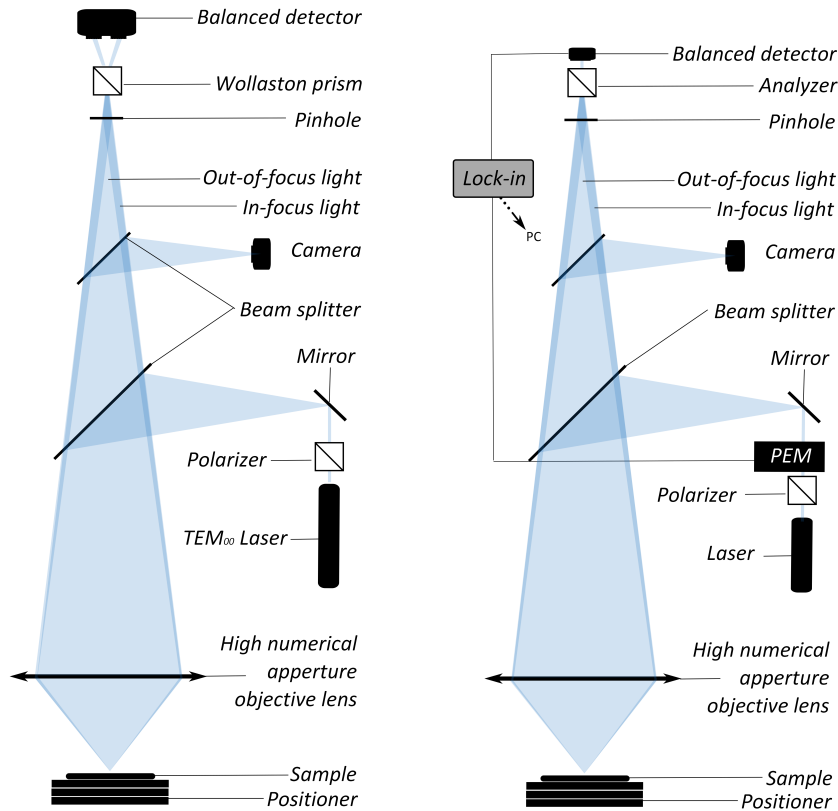 Balanced detector
Wollaston prism
Pinhole
Out-of-focus light
In-focus light
Camera
Beam splitter
Mirror
Polarizer
TEM₀₀ Laser
High numerical
apperture
objective lens
Sample
Positioner
Balanced detector
Analyzer
Pinhole
Lock-in
Out-of-focus light
In-focus light
PC
Camera
Beam splitter
Mirror
PEM
Polarizer
Laser
High numerical
apperture
objective lens
Sample
Positioner